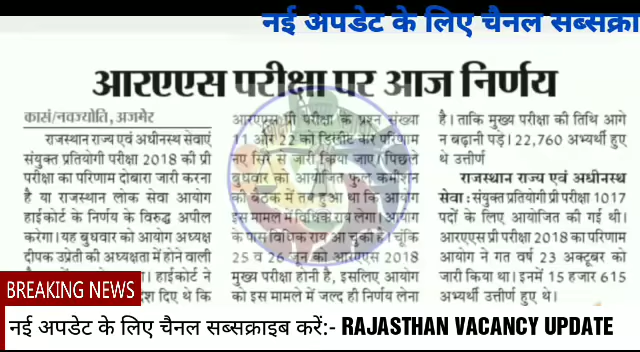 नई अपडेट के लिए चैनल सब्सक्रा
आरएएस परीक्षा पर आज निर्णय
कासं/नवज्योति, अजमेर
राजस्थान राज्य एवं अधीनस्थ सेवाएं
संयुक्त प्रतियोगी परीक्षा 2018 की प्री
परीक्षा का परिणाम दोबारा जारी करना
है या राजस्थान लोक सेवा आयोग
हाईकोर्ट के निर्णय के विरुद्ध अपील
करेगा। यह बुधवार को आयोग अध्यक्ष
दीपक उप्रेती की अध्यक्षता में होने वाली
हाईकोर्ट ने
दिए थे कि
आरएएस प्री परीक्षा के प्रश्न संख्या
11 और 22 को डिलीट कर परिणाम
नए सिरे से जारी किया जाए। पिछले
बुधवार को आयोजित फुल कमीशन
की बैठक में तय हुआ था कि आयोग
इस मामले में विधिक राय लेगा। आयोग
के पास विधिक राय आ चुकी है। चूंकि
25 व 26 जून को आरएएस 2018
मुख्य परीक्षा होनी है, इसलिए आयोग
को इस मामले में जल्द ही निर्णय लेना
है। ताकि मुख्य परीक्षा की तिथि आगे
न बढ़ानी पड़े। 22,760 अभ्यर्थी हुए
थे उत्तीर्ण
राजस्थान राज्य एवं अधीनस्थ
सेवा: संयुक्त प्रतियोगी प्री परीक्षा 1017
पदों के लिए आयोजित की गई थी।
आरएएस प्री परीक्षा 2018 का परिणाम
आयोग ने गत वर्ष 23 अक्टूबर को
जारी किया था। इनमें 15 हजार 615
अभ्यर्थी उत्तीर्ण हुए थे।
BREAKING NEWS
नई अपडेट के लिए चैनल सब्सक्राइब करें:- RAJASTHAN VACANCY UPDATE